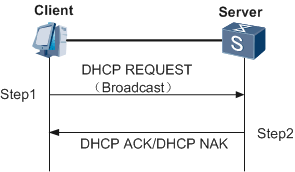 Client
Server
DHCP REQUEST
（Broadcast）
Step1
Step2
DHCP ACK/DHCP NAK